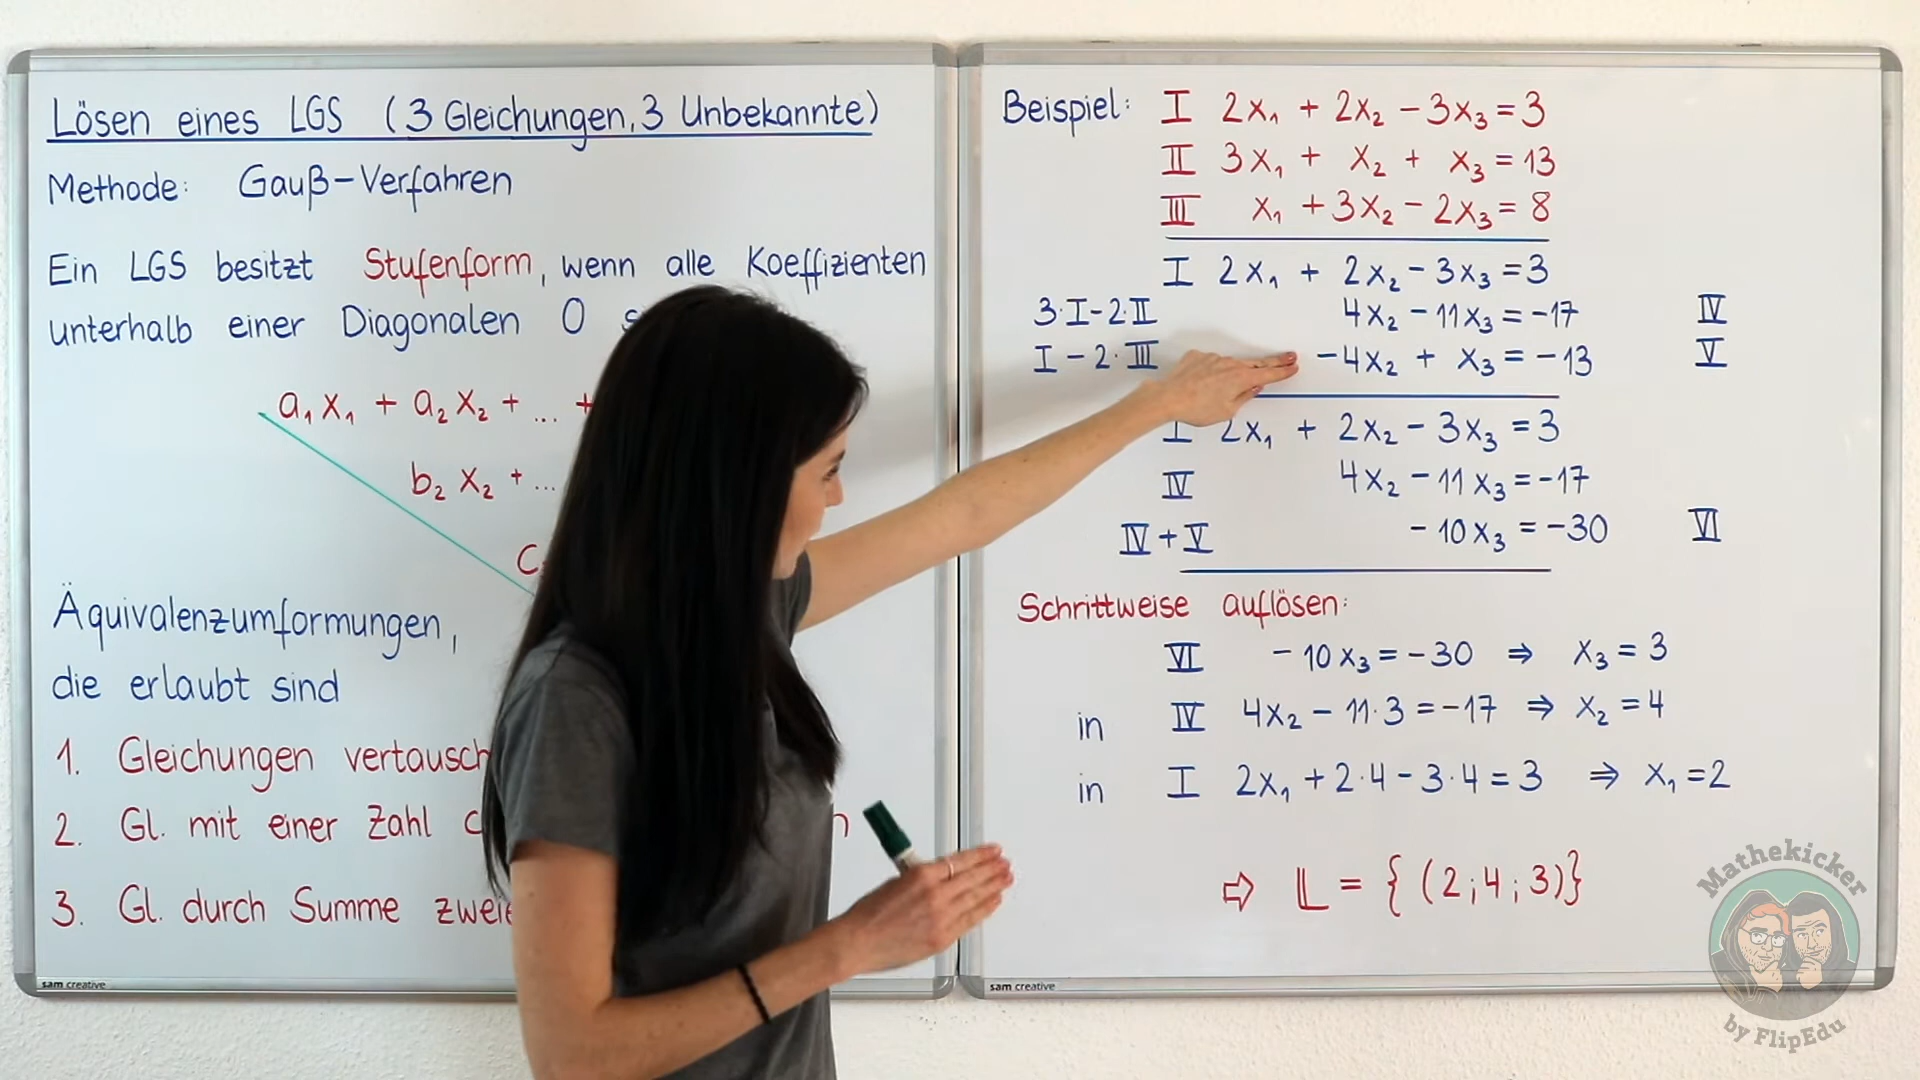 Lösen eines LGS (3 Gleichungen, 3 Unbekannte)
Methode: Gauß-Verfahren
Ein LGS besitzt Stufenform, wenn alle Koeffizienten
unterhalb einer Diagonalen 0
a₁x₁ + a₂x₂ + ... +
b₂x₂ + ...
Äquivalenzumformungen,
die erlaubt sind
1. Gleichungen vertausch
2. Gl. mit einer Zahl
3. Gl. durch Summe zweie
sam creative
Beispiel: I 2x₁ + 2x₂ - 3x₃ = 3
II 3x₁ + x₂ + x₃ = 13
III x₁ + 3x₂ - 2x₃ = 8
I 2x₁ + 2x₂ - 3x₃ = 3
3·I - 2·II 4x₂ - 11x₃ = -17 IV
I - 2·III -4x₂ + x₃ = -13 V
I 2x₁ + 2x₂ - 3x₃ = 3
IV 4x₂ - 11x₃ = -17
IV + V -10x₃ = -30 VI
Schrittweise auflösen:
VI -10x₃ = -30 ⇒ x₃ = 3
in IV 4x₂ - 11·3 = -17 ⇒ x₂ = 4
in I 2x₁ + 2·4 - 3·4 = 3 ⇒ x₁ = 2
⇨ 𝕃 = {(2; 4; 3)}
sam creative
Mathekicker
by FlipEdu